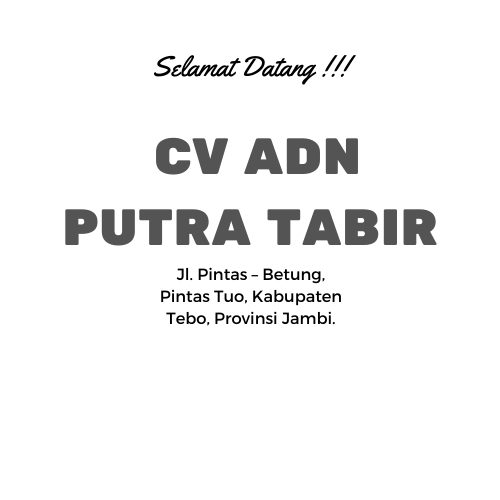 Selamat Datang !!!
CV ADN
PUTRA TABIR
Jl. Pintas – Betung,
Pintas Tuo, Kabupaten
Tebo, Provinsi Jambi.